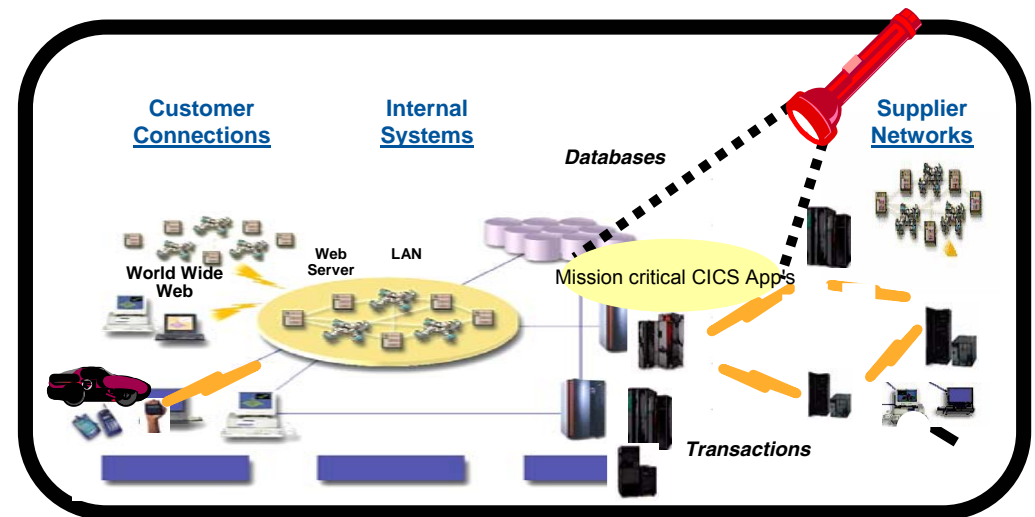 Customer
Connections
Internal
Systems
Supplier
Networks
Databases
Web
Server
LAN
World Wide
Web
Mission critical CICS App's
Transactions